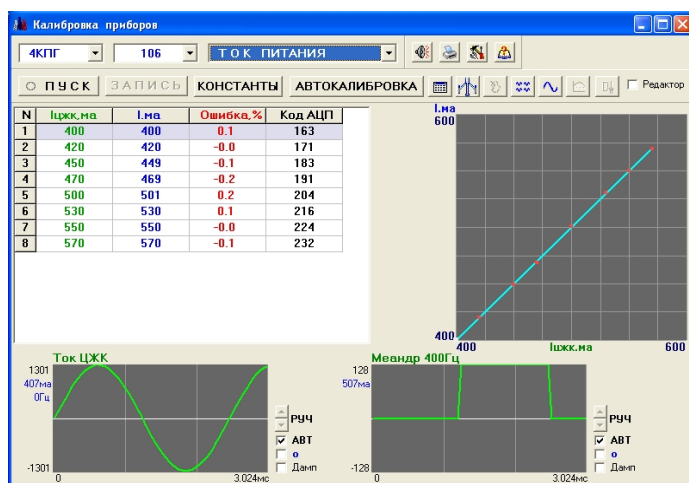 Калибровка приборов
4КПГ 106 ТОК ПИТАНИЯ
ПУСК ЗАПИСЬ КОНСТАНТЫ АВТОКАЛИБРОВКА Редактор
N Iцжк,ма I.ма Ошибка,% Код АЦП
1 400 400 0.1 163
2 420 420 -0.0 171
3 450 449 -0.1 183
4 470 469 -0.2 191
5 500 501 0.2 204
6 530 530 0.1 216
7 550 550 -0.0 224
8 570 570 -0.1 232
I.ма
600
400
400 Iцжк.ма 600
Ток ЦЖК
1301
407ма
0Гц
-1301
0 3.024мс
РУЧ
АВТ
о
Дамп
Меандр 400Гц
128
507ма
-128
0 3.024мс
РУЧ
АВТ
о
Дамп